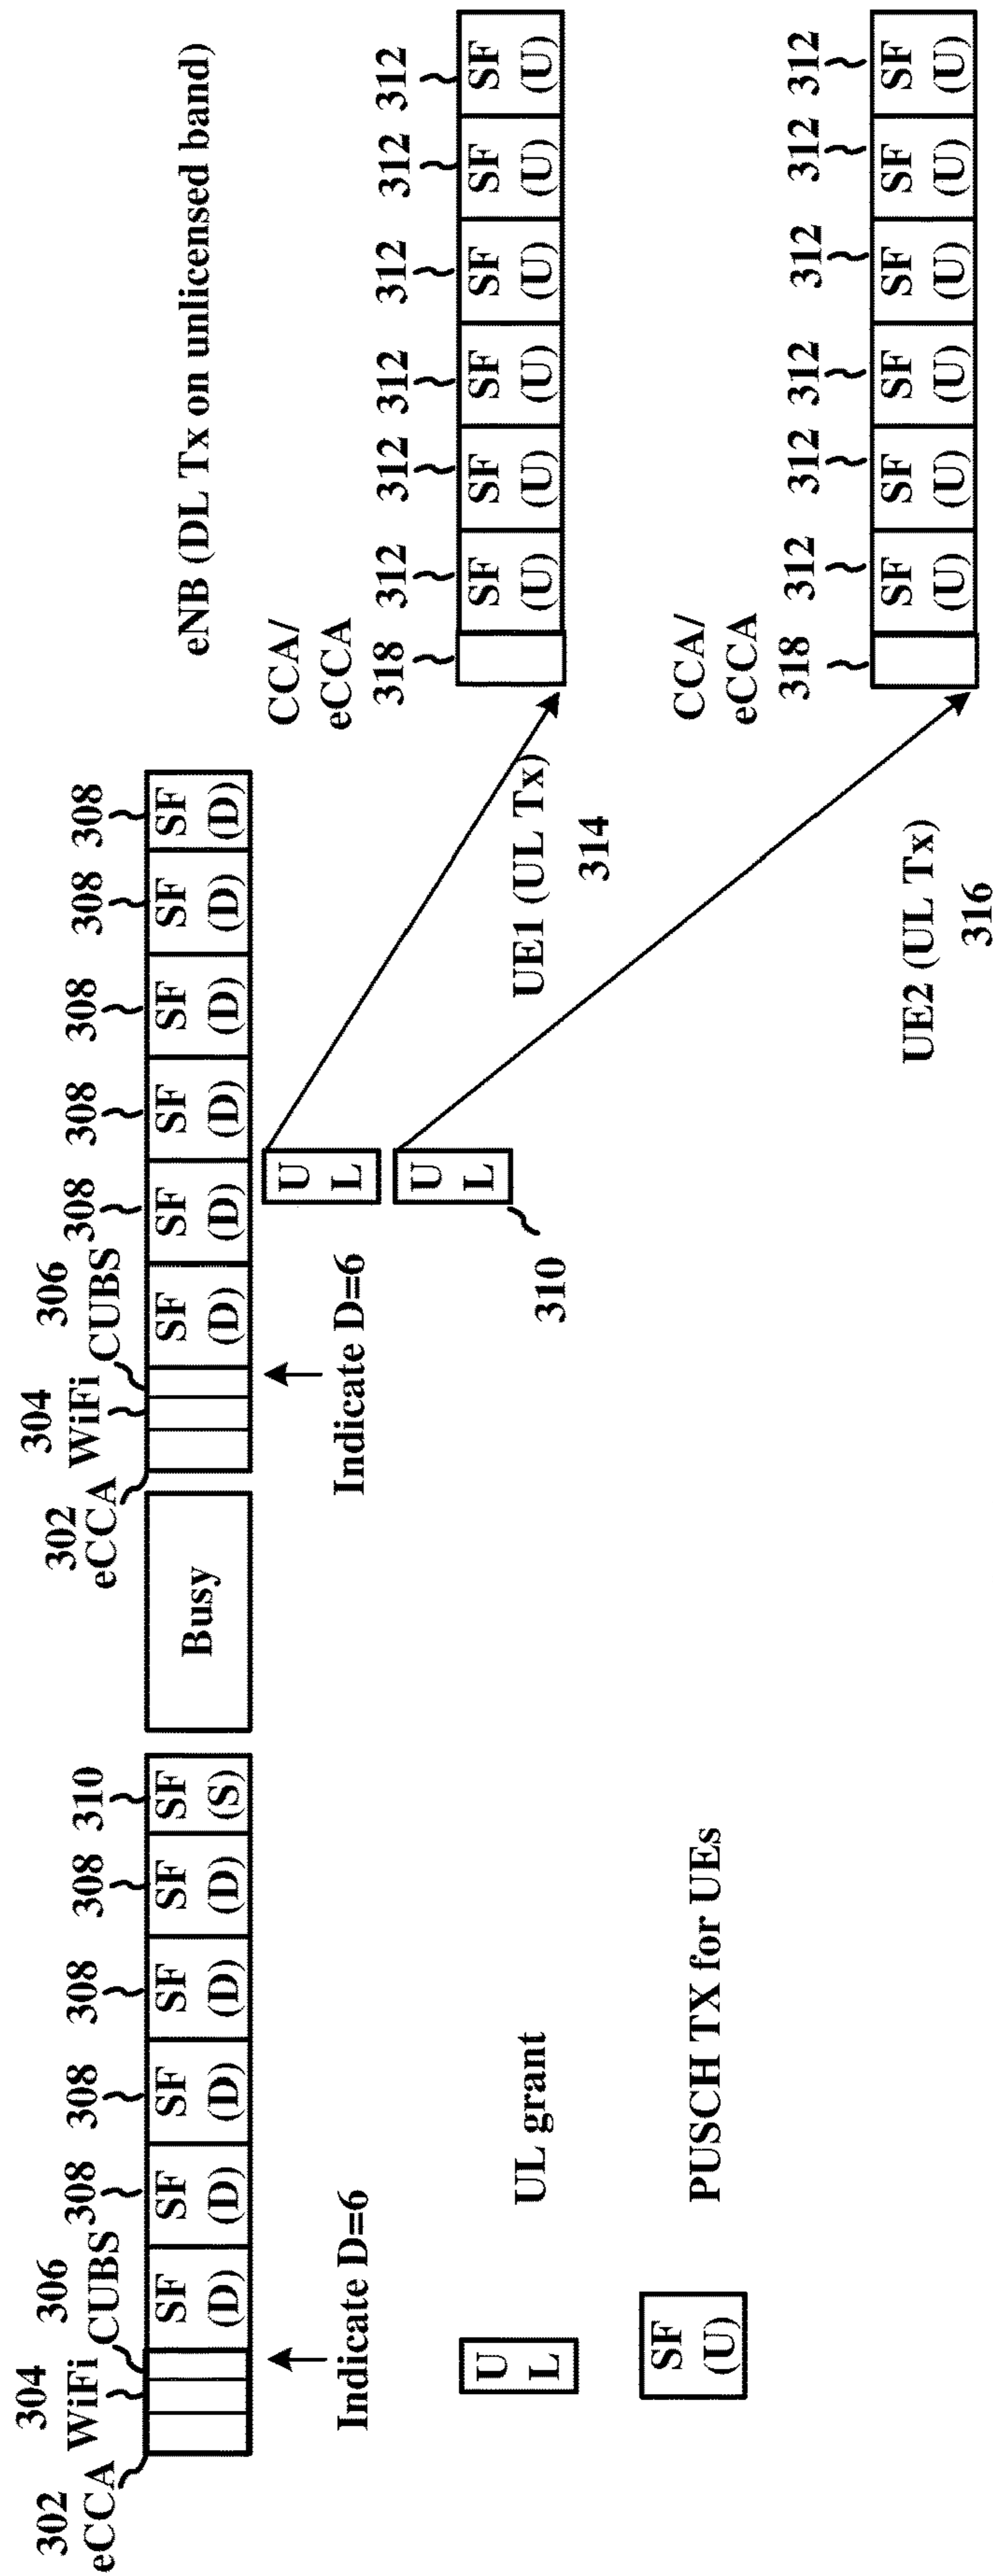 302
eCCA
304
WiFi
306
CUBS
308
308
308
308
310
SF
(D)
SF
(D)
SF
(D)
SF
(D)
SF
(D)
SF
(S)
Indicate D=6
Busy
302
eCCA
304
WiFi
306
CUBS
308
308
308
308
308
SF
(D)
SF
(D)
SF
(D)
SF
(D)
SF
(D)
SF
(D)
Indicate D=6
eNB (DL Tx on unlicensed band)
U
L
U
L
310
CCA/
eCCA
318
312
312
312
312
312
312
SF
(U)
SF
(U)
SF
(U)
SF
(U)
SF
(U)
SF
(U)
UE1 (UL Tx)
314
CCA/
eCCA
318
312
312
312
312
312
312
SF
(U)
SF
(U)
SF
(U)
SF
(U)
SF
(U)
SF
(U)
UE2 (UL Tx)
316
U
L
UL grant
SF
(U)
PUSCH TX for UEs